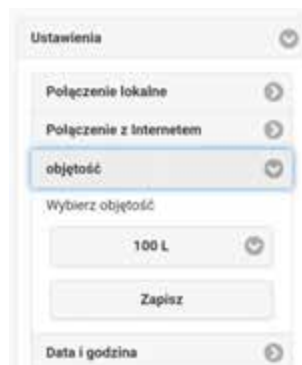 Ustawienia
Połączenie lokalne
Połączenie z Internetem
objętość
Wybierz objętość
100 L
Zapisz
Data i godzina